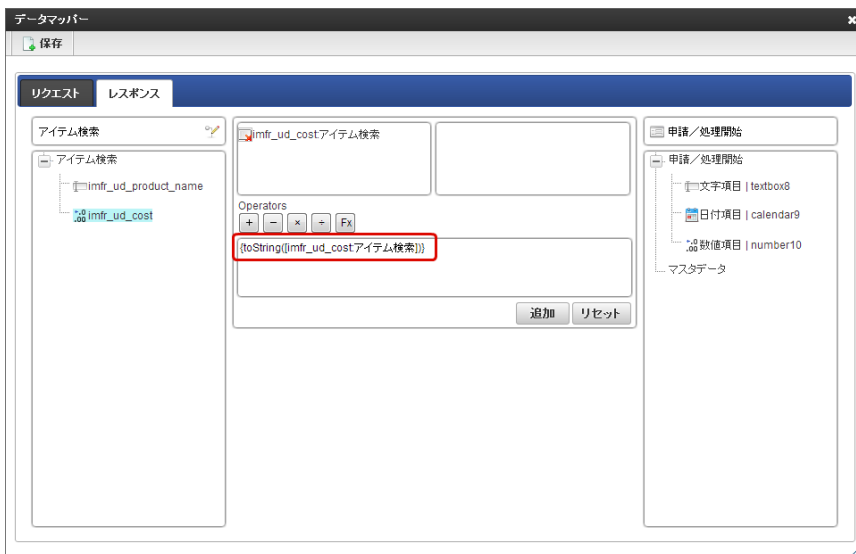 データマッパー
保存
リクエスト レスポンス
アイテム検索
アイテム検索
imfr_ud_product_name
imfr_ud_cost
imfr_ud_cost:アイテム検索
Operators
+ − × ÷ Fx
{toString([imfr_ud_cost:アイテム検索])}
追加 リセット
申請／処理開始
申請／処理開始
文字項目 | textbox8
日付項目 | calendar9
数値項目 | number10
マスタデータ